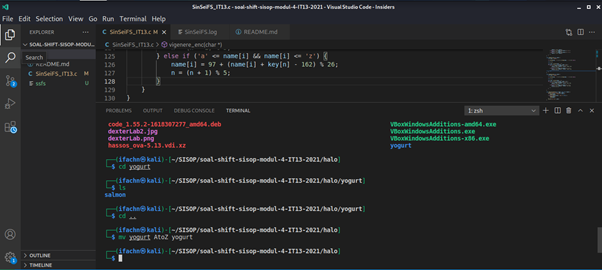 SinSeiFS_IT13.c - soal-shift-sisop-modul-4-IT13-2021 - Visual Studio Code - Insiders
File Edit Selection View Go Run Terminal Help
EXPLORER
SinSeiFS_IT13.c M
SinSeiFS.log
README.md
SOAL-SHIFT-SISOP-MODU...
SinSeiFS_IT13.c > vigenere_enc(char *)
Search
README.md
SinSeiFS_IT13.c M
ssfs
125 } else if ('a' <= name[i] && name[i] <= 'z') {
126 name[i] = 97 + (name[i] + key[n] - 162) % 26;
127 n = (n + 1) % 5;
128 }
129 }
130 }
PROBLEMS OUTPUT DEBUG CONSOLE TERMINAL
1: zsh
code_1.55.2-1618307277_amd64.deb VBoxWindowsAdditions-amd64.exe
dexterLab2.jpg VBoxWindowsAdditions.exe
dexterLab.png VBoxWindowsAdditions-x86.exe
hassos_ova-5.13.vdi.xz yogurt
(ifachn㉿kali)-[~/SISOP/soal-shift-sisop-modul-4-IT13-2021/halo]
$ cd yogurt
(ifachn㉿kali)-[~/SISOP/soal-shift-sisop-modul-4-IT13-2021/halo/yogurt]
$ ls
salmon
(ifachn㉿kali)-[~/SISOP/soal-shift-sisop-modul-4-IT13-2021/halo/yogurt]
$ cd ..
(ifachn㉿kali)-[~/SISOP/soal-shift-sisop-modul-4-IT13-2021/halo]
$ mv yogurt AtoZ_yogurt
(ifachn㉿kali)-[~/SISOP/soal-shift-sisop-modul-4-IT13-2021/halo]
$
OUTLINE
TIMELINE